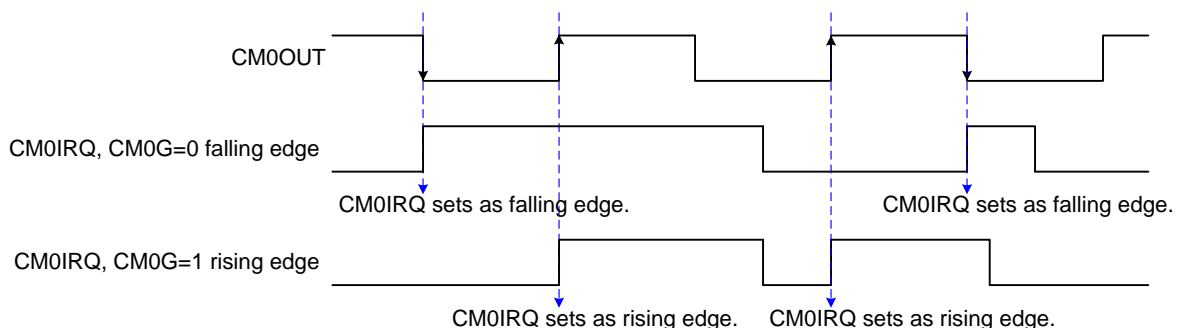 CM0OUT
CM0IRQ, CM0G=0 falling edge
CM0IRQ sets as falling edge. CM0IRQ sets as falling edge.
CM0IRQ, CM0G=1 rising edge
CM0IRQ sets as rising edge. CM0IRQ sets as rising edge.